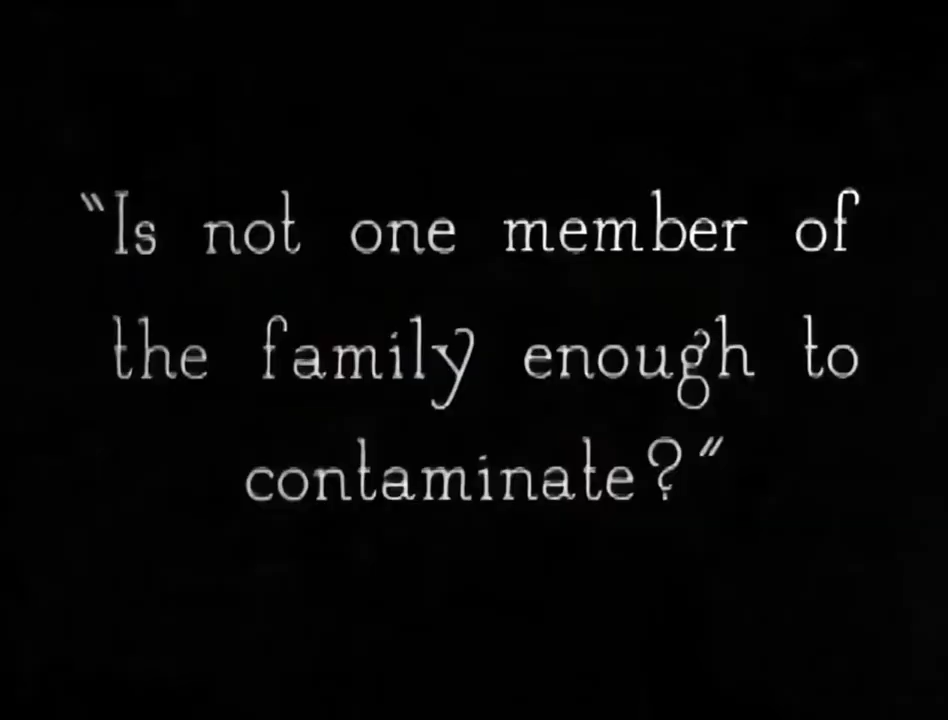 "Is not one member of
the family enough to
contaminate?"